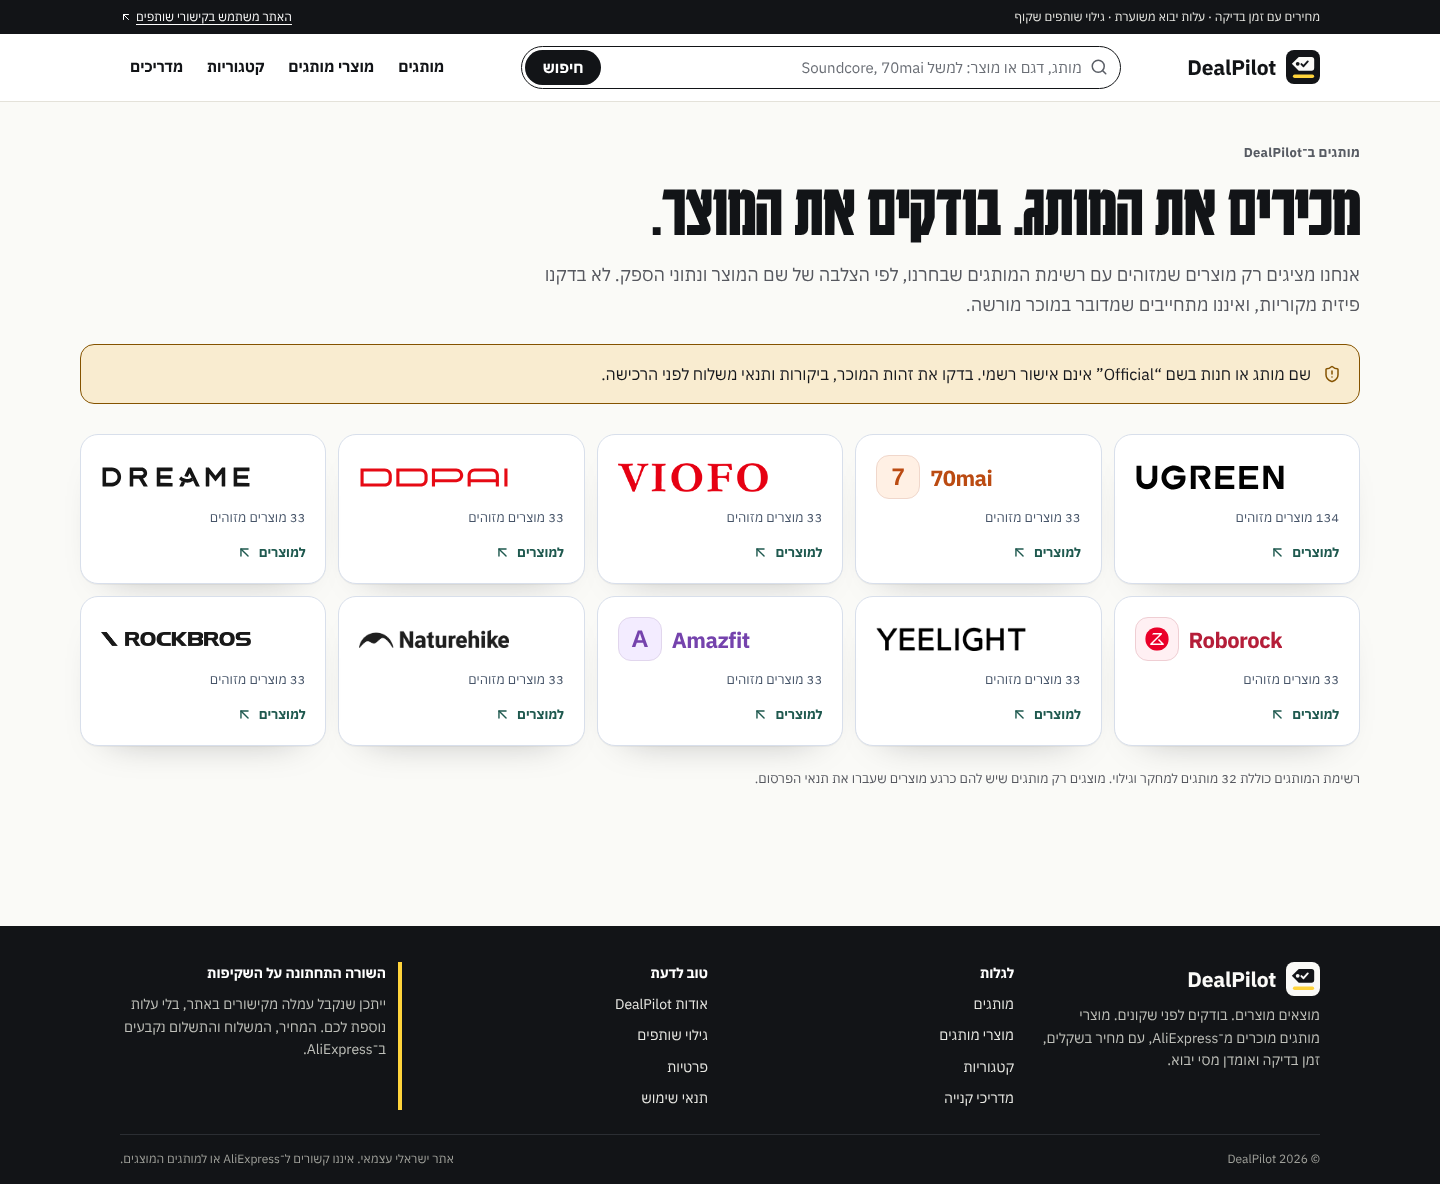 מחירים עם זמן בדיקה · עלות יבוא משוערת · גילוי שותפים שקוף
האתר משתמש בקישורי שותפים
DealPilot
מותג, דגם או מוצר: למשל Soundcore, 70mai
חיפוש
מותגים
מוצרי מותגים
קטגוריות
מדריכים
מותגים ב־DealPilot
מכירים את המותג. בודקים את המוצר.
אנחנו מציגים רק מוצרים שמזוהים עם רשימת המותגים שבחרנו, לפי הצלבה של שם המוצר ונתוני הספק. לא בדקנו
פיזית מקוריות, ואיננו מתחייבים שמדובר במוכר מורשה.
שם מותג או חנות בשם “Official” אינם אישור רשמי. בדקו את זהות המוכר, ביקורות ותנאי משלוח לפני הרכישה.
UGREEN
134 מוצרים מזוהים
למוצרים
7 70mai
33 מוצרים מזוהים
למוצרים
VIOFO
33 מוצרים מזוהים
למוצרים
DDPAI
33 מוצרים מזוהים
למוצרים
DREAME
33 מוצרים מזוהים
למוצרים
Roborock
33 מוצרים מזוהים
למוצרים
YEELIGHT
33 מוצרים מזוהים
למוצרים
A Amazfit
33 מוצרים מזוהים
למוצרים
Naturehike
33 מוצרים מזוהים
למוצרים
ROCKBROS
33 מוצרים מזוהים
למוצרים
רשימת המותגים כוללת 32 מותגים למחקר וגילוי. מוצגים רק מותגים שיש להם כרגע מוצרים שעברו את תנאי הפרסום.
DealPilot
מוצאים מוצרים. בודקים לפני שקונים. מוצרי
מותגים מוכרים מ־AliExpress, עם מחיר בשקלים,
זמן בדיקה ואומדן מסי יבוא.
לגלות
מותגים
מוצרי מותגים
קטגוריות
מדריכי קנייה
טוב לדעת
אודות DealPilot
גילוי שותפים
פרטיות
תנאי שימוש
השורה התחתונה על השקיפות
ייתכן שנקבל עמלה מקישורים באתר, בלי עלות
נוספת לכם. המחיר, המשלוח והתשלום נקבעים
ב־AliExpress.
© 2026 DealPilot
אתר ישראלי עצמאי. איננו קשורים ל־AliExpress או למותגים המוצגים.